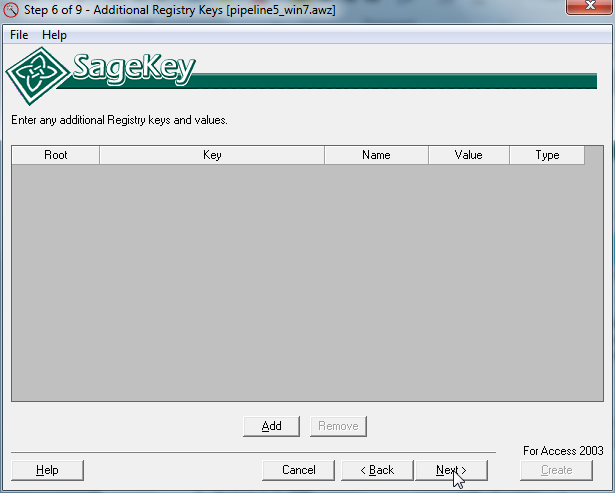 Step 6 of 9 - Additional Registry Keys [pipeline5_win7.awz]
File Help
SageKey
Enter any additional Registry keys and values.
Root Key Name Value Type
Add Remove
For Access 2003
Help Cancel < Back Next > Create